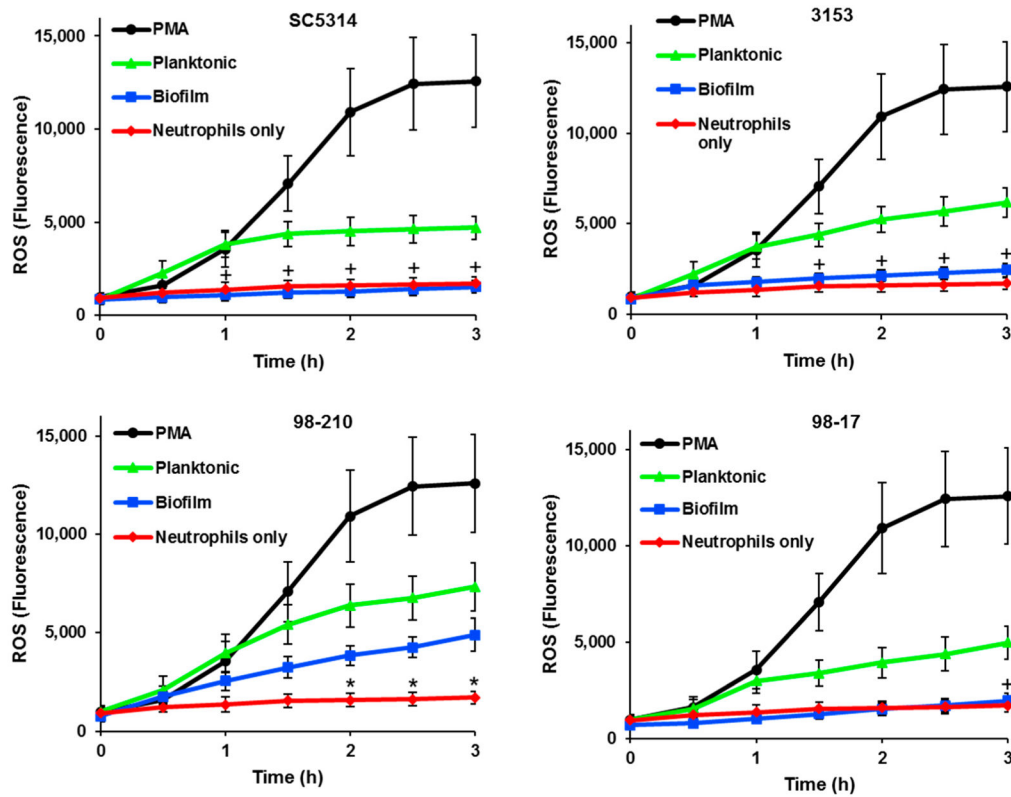 SC5314
PMA
Planktonic
Biofilm
Neutrophils only
ROS (Fluorescence)
15,000
10,000
5,000
0
+ + + + +
0 1 2 3
Time (h)
3153
PMA
Planktonic
Biofilm
Neutrophils
only
ROS (Fluorescence)
15,000
10,000
5,000
0
+ + + +
0 1 2 3
Time (h)
98-210
PMA
Planktonic
Biofilm
Neutrophils only
ROS (Fluorescence)
15,000
10,000
5,000
0
* * *
0 1 2 3
Time (h)
98-17
PMA
Planktonic
Biofilm
Neutrophils only
ROS (Fluorescence)
15,000
10,000
5,000
0
+
0 1 2 3
Time (h)